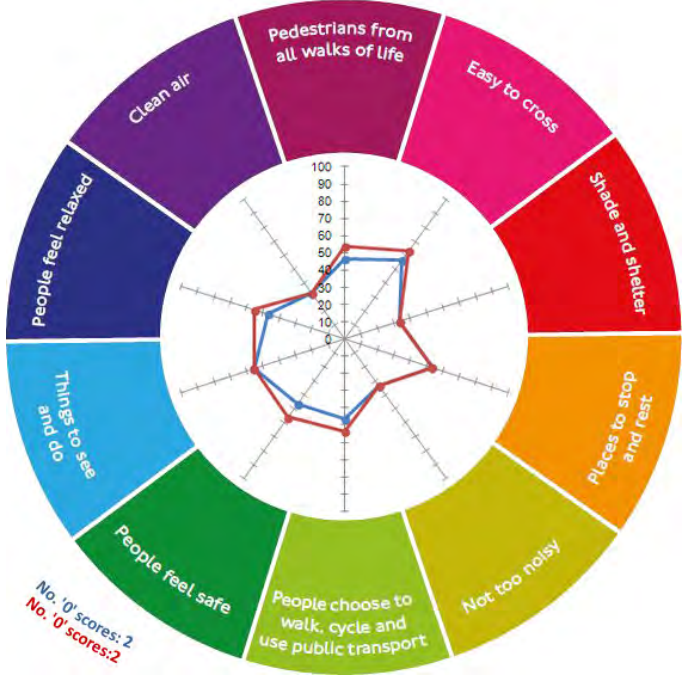 Pedestrians from
all walks of life
Easy to cross
Shade and shelter
Places to stop
and rest
Not too noisy
People choose to
walk, cycle and
use public transport
People feel safe
Things to see
and do
People feel relaxed
Clean air
100
90
80
70
60
50
40
30
20
10
0
No. '0' scores: 2
No. '0' scores:2